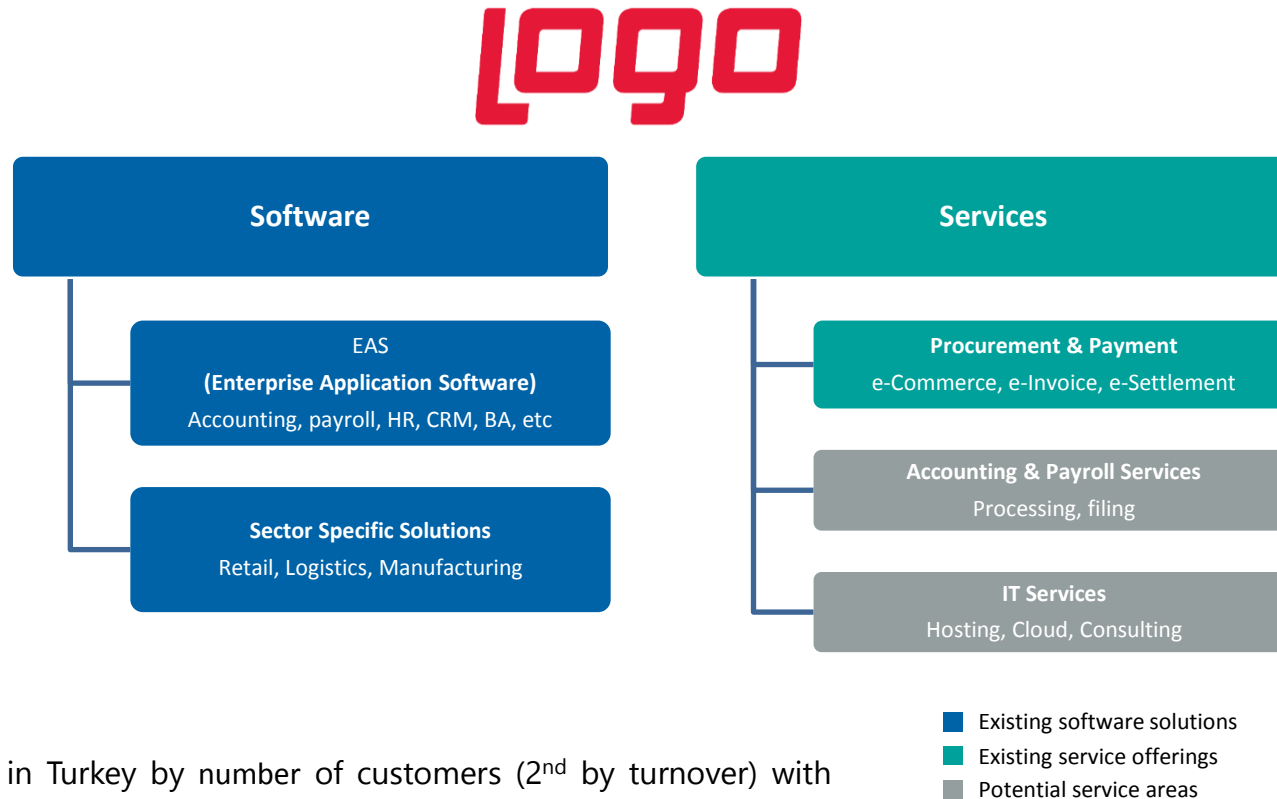 LOGO
Software
EAS
(Enterprise Application Software)
Accounting, payroll, HR, CRM, BA, etc
Sector Specific Solutions
Retail, Logistics, Manufacturing
Services
Procurement & Payment
e-Commerce, e-Invoice, e-Settlement
Accounting & Payroll Services
Processing, filing
IT Services
Hosting, Cloud, Consulting
Existing software solutions
Existing service offerings
Potential service areas
in Turkey by number of customers (2nd by turnover) with